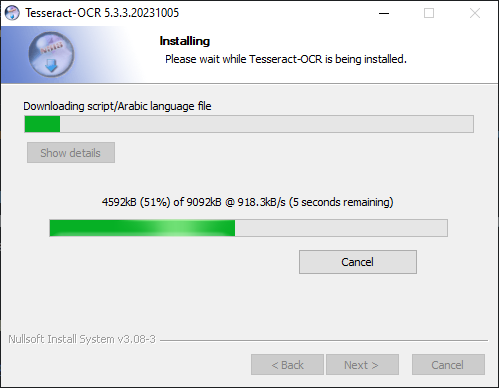 Tesseract-OCR 5.3.3.20231005
Installing
Please wait while Tesseract-OCR is being installed.
Downloading script/Arabic language file
Show details
4592kB (51%) of 9092kB @ 918.3kB/s (5 seconds remaining)
Cancel
Nullsoft Install System v3.08-3
< Back Next > Cancel